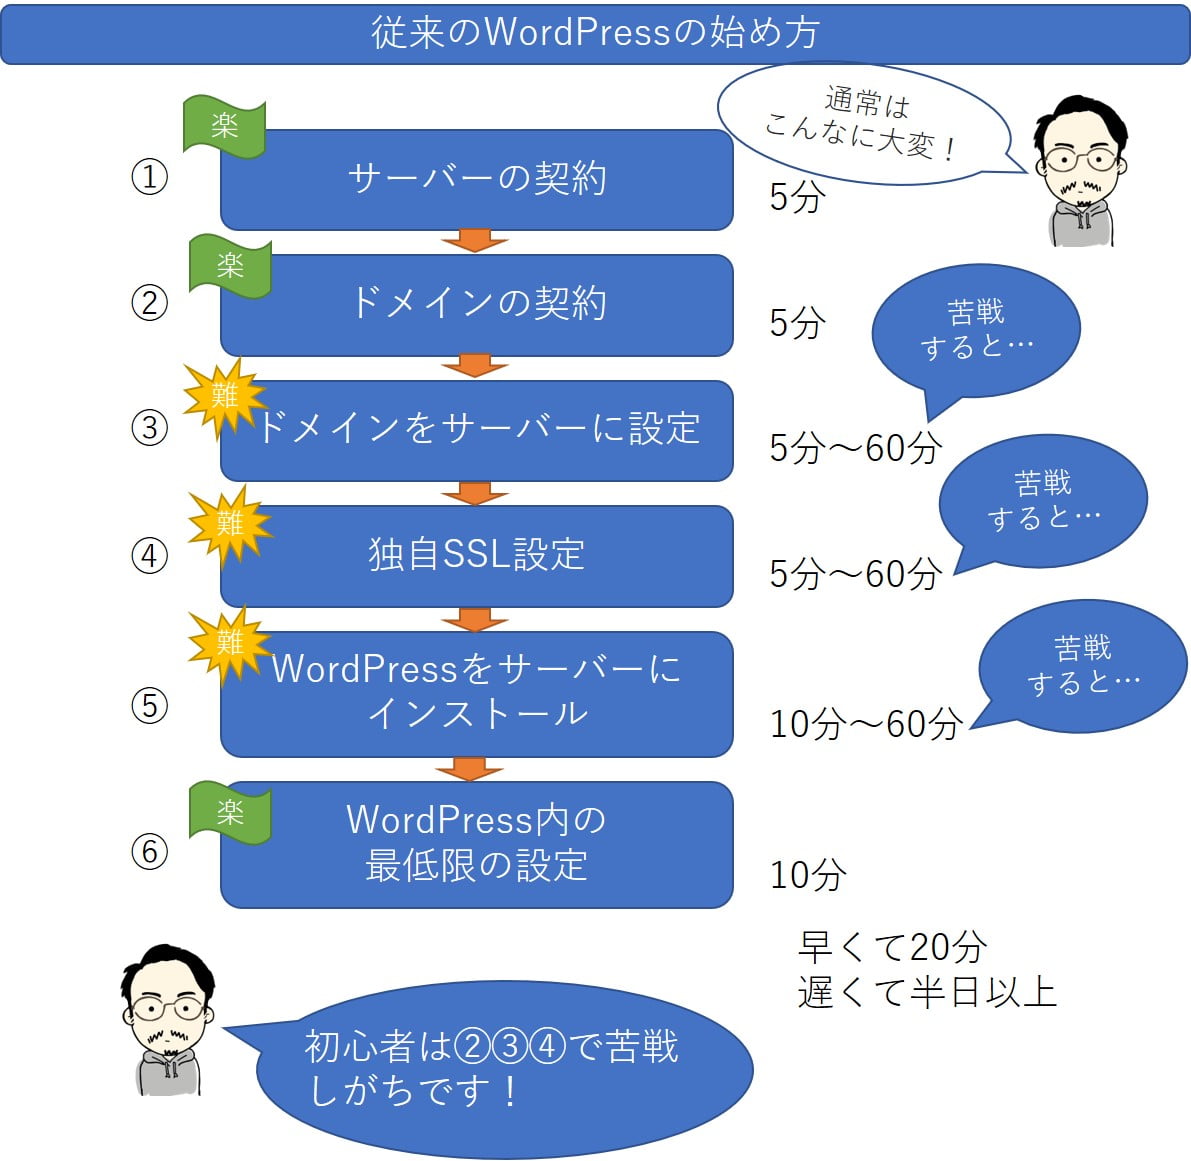 従来のWordPressの始め方
通常は
こんなに大変！
楽
①
サーバーの契約
5分
楽
②
ドメインの契約
5分
苦戦
すると…
難
③
ドメインをサーバーに設定
5分～60分
苦戦
すると…
難
④
独自SSL設定
5分～60分
苦戦
すると…
難
⑤
WordPressをサーバーに
インストール
10分～60分
楽
⑥
WordPress内の
最低限の設定
10分
早くて20分
遅くて半日以上
初心者は②③④で苦戦
しがちです！